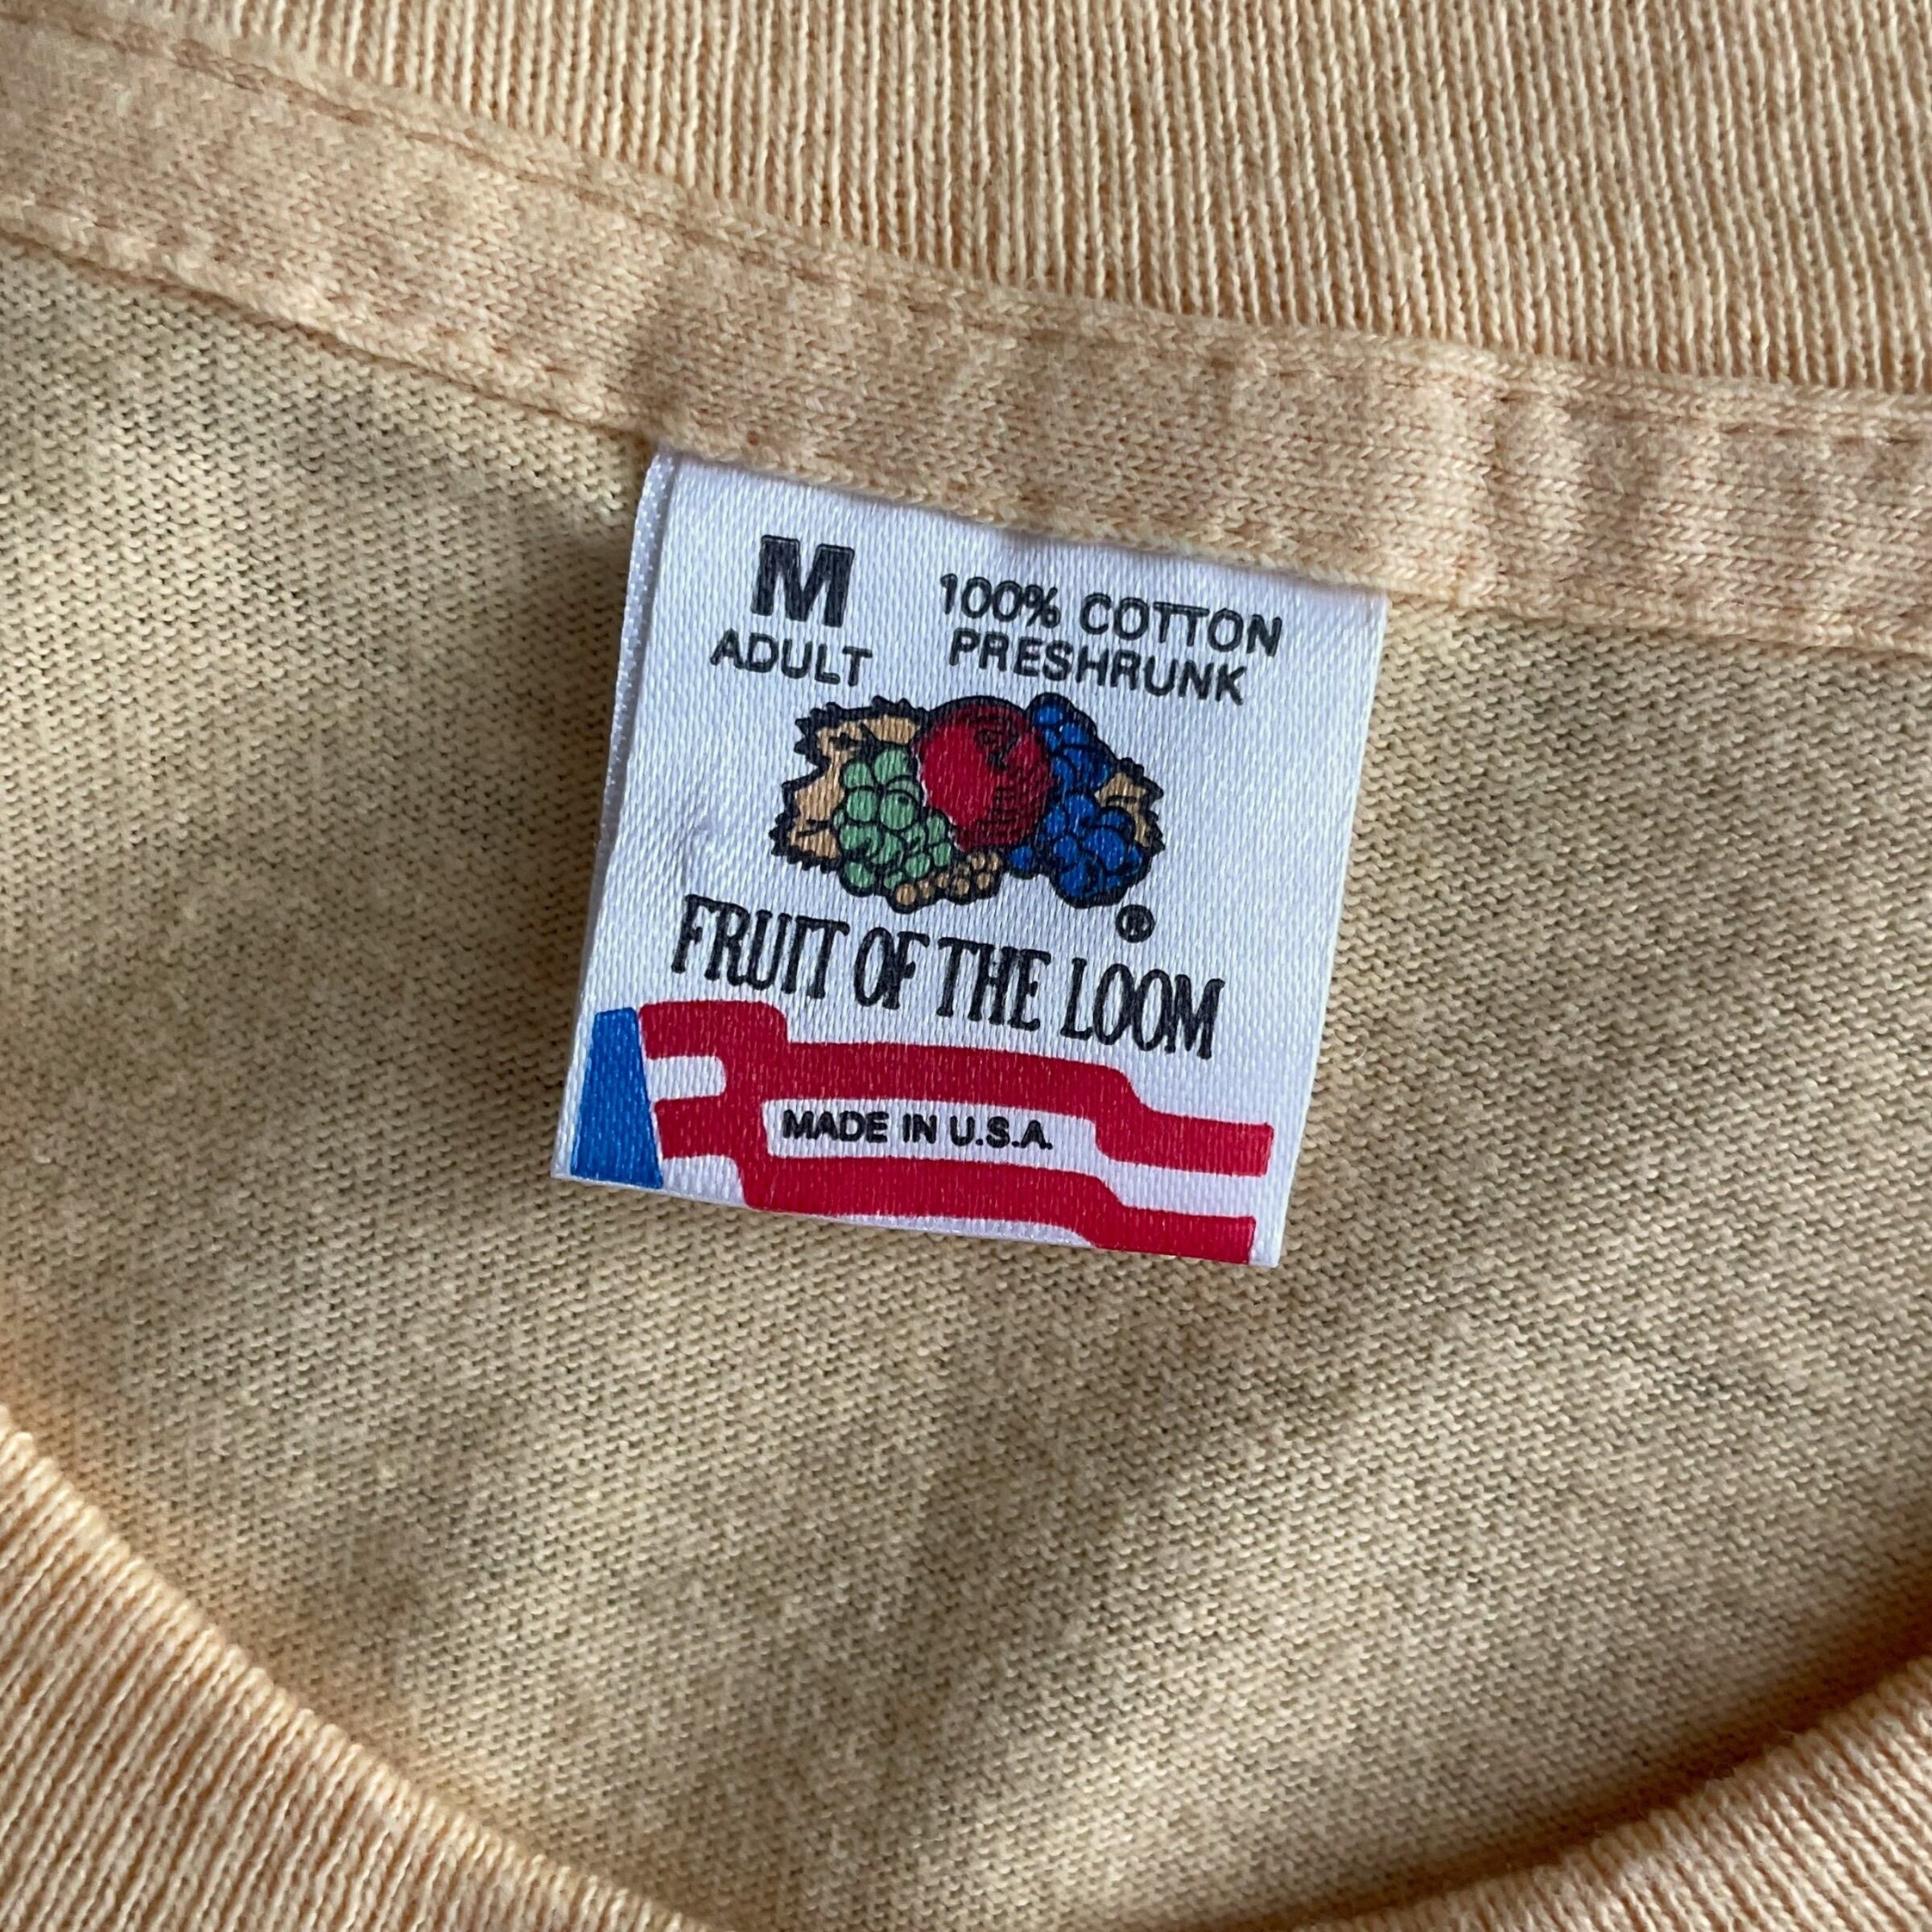 M
ADULT
100% COTTON
PRESHRUNK
®
FRUIT OF THE LOOM
MADE IN U.S.A.